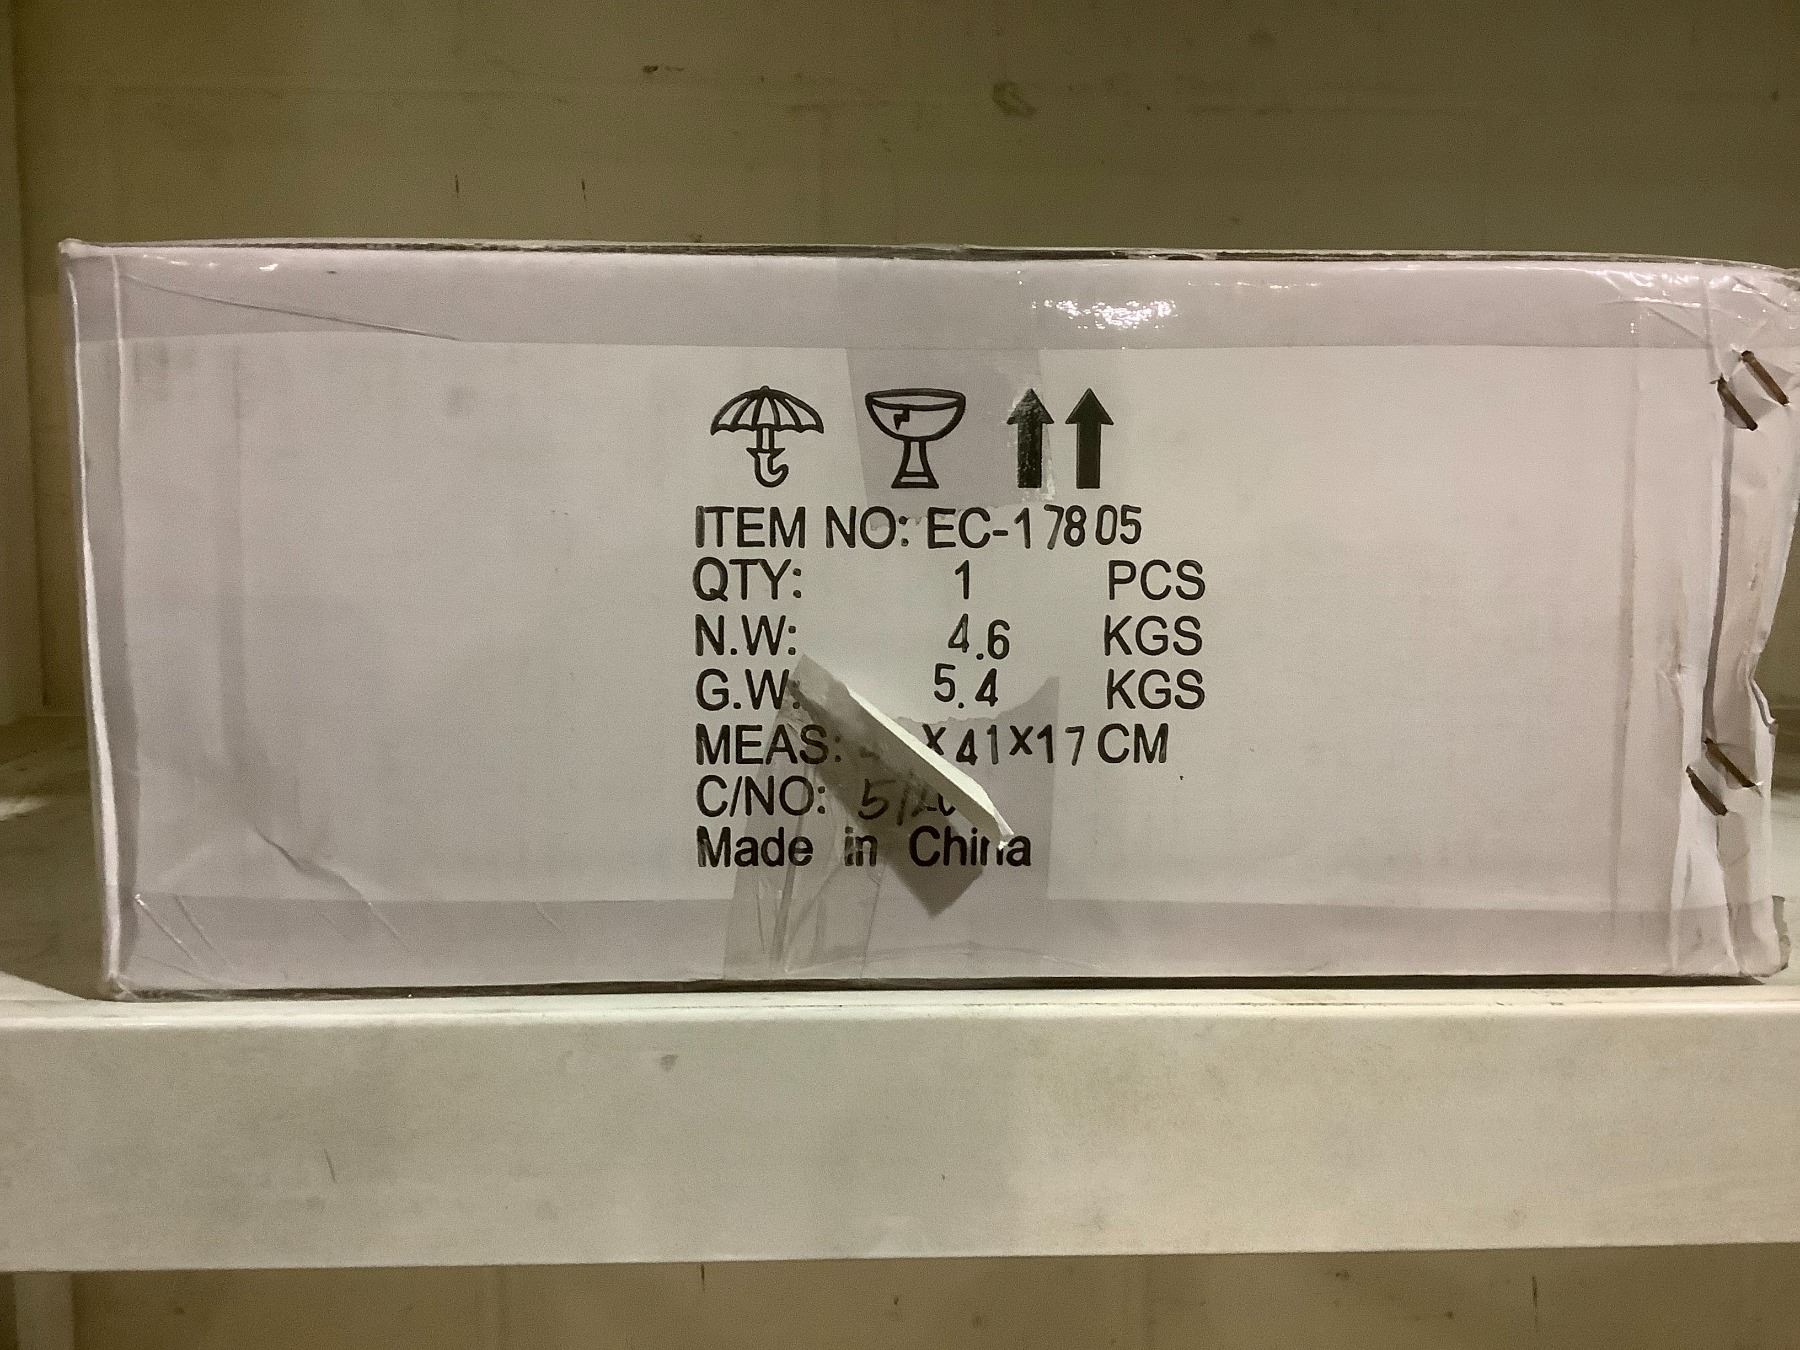 ITEM NO: EC-17805
QTY: 1 PCS
N.W: 4.6 KGS
G.W: 5.4 KGS
MEAS: X41X17 CM
C/NO:
Made in China